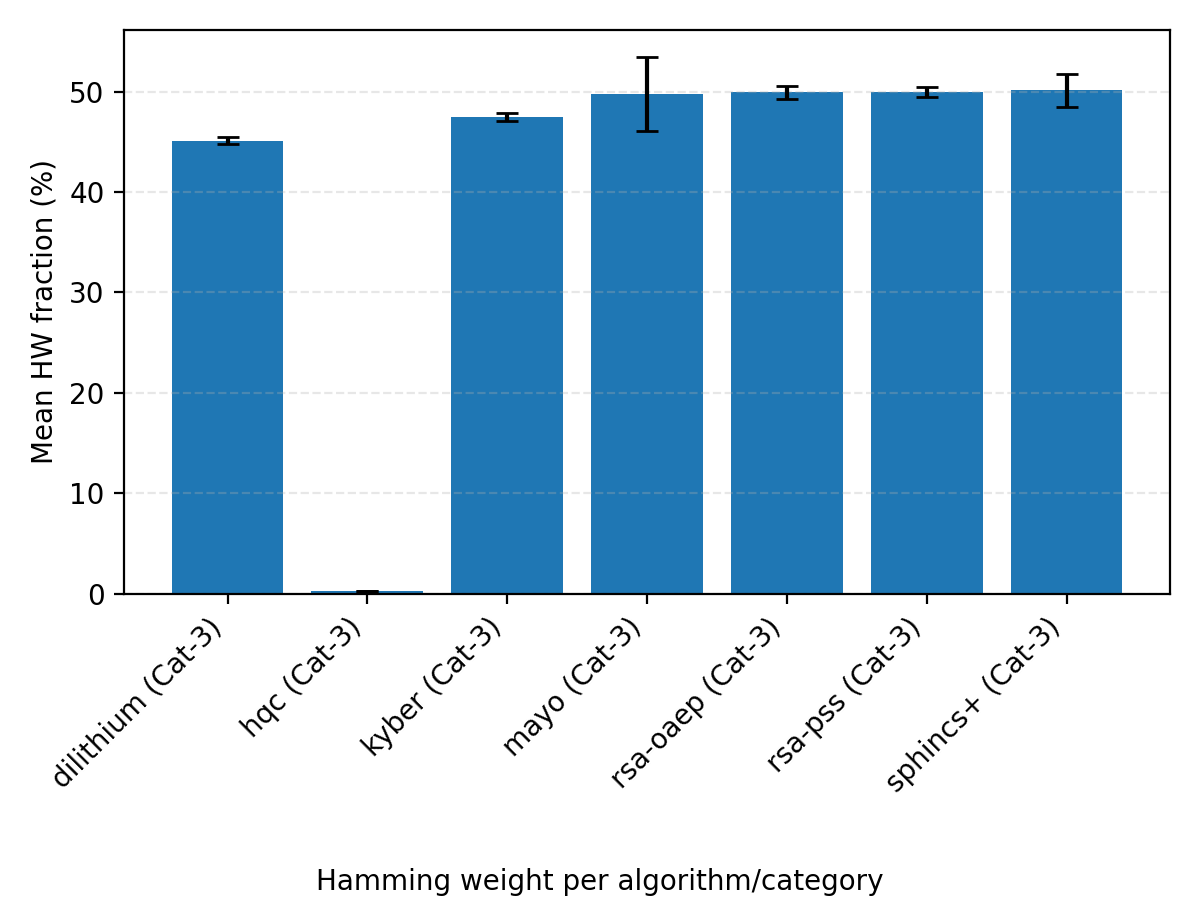 Mean HW fraction (%)
50
40
30
20
10
0
dilithium (Cat-3)
hqc (Cat-3)
kyber (Cat-3)
mayo (Cat-3)
rsa-oaep (Cat-3)
rsa-pss (Cat-3)
sphincs+ (Cat-3)
Hamming weight per algorithm/category